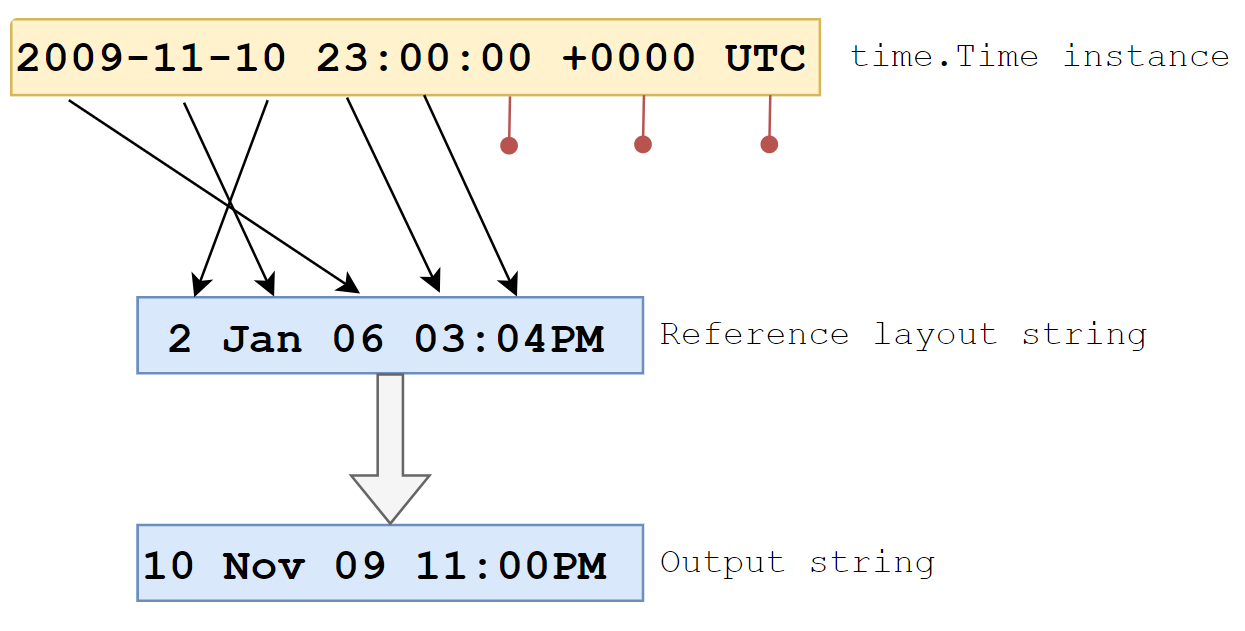 2009-11-10 23:00:00 +0000 UTC time.Time instance
2 Jan 06 03:04PM Reference layout string
10 Nov 09 11:00PM Output string